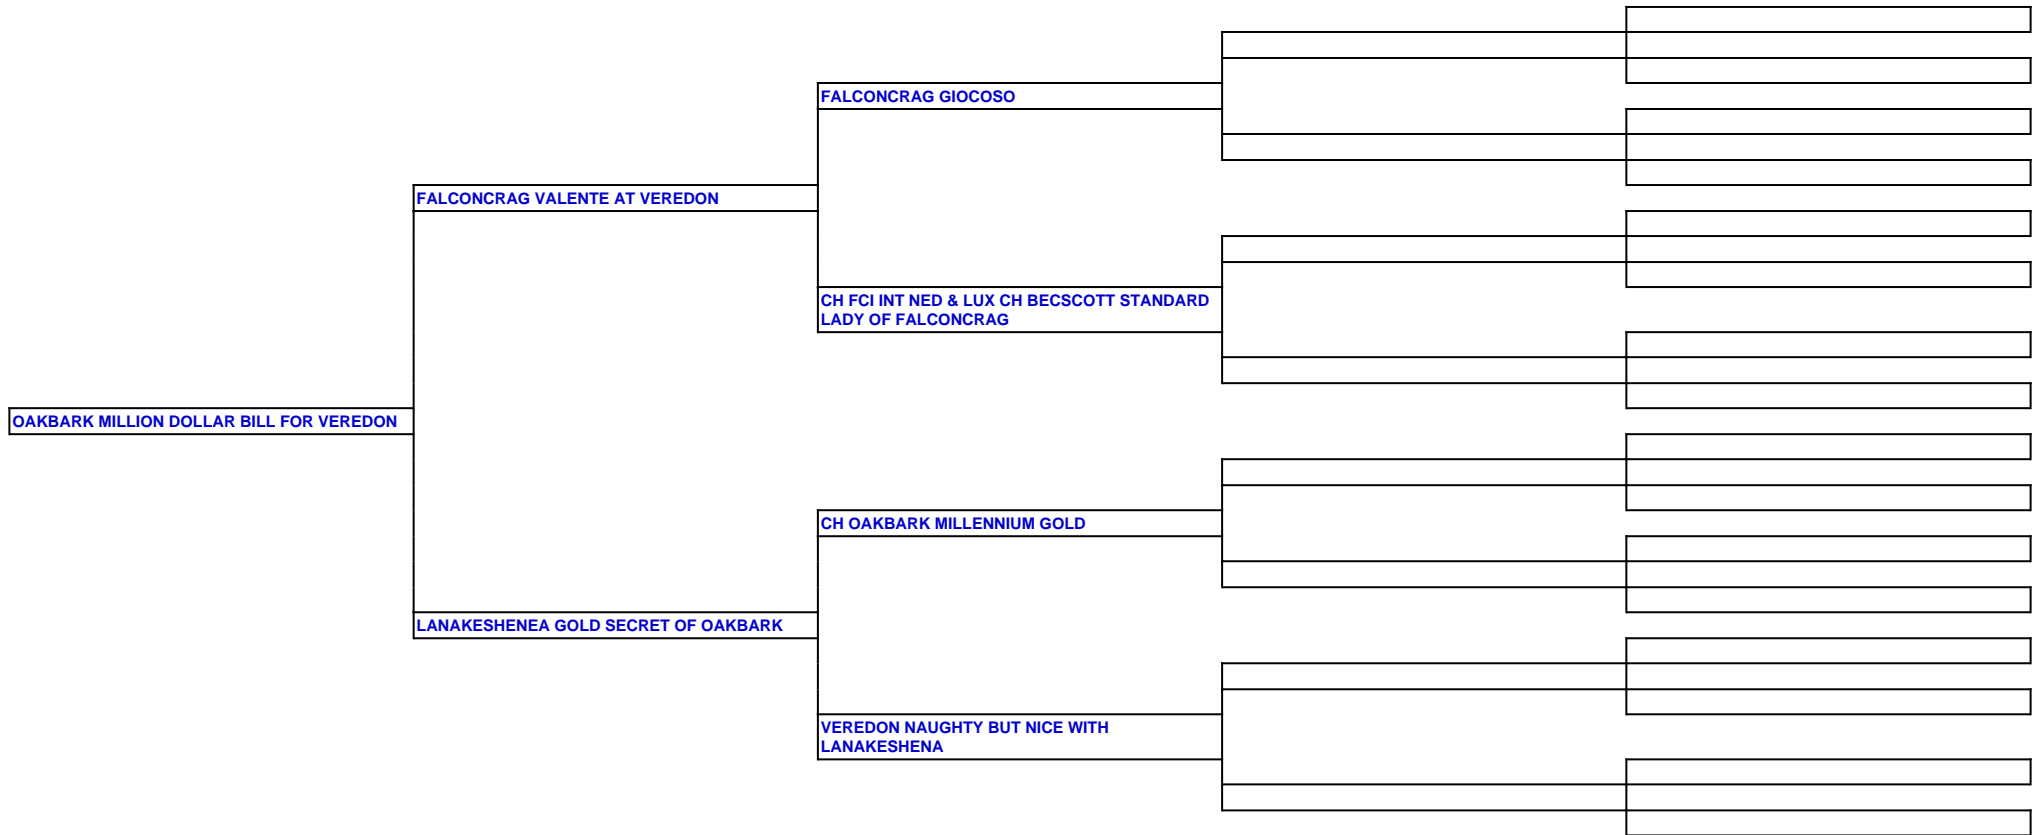 FALCONCRAG GIOCOSO
FALCONCRAG VALENTE AT VEREDON
CH FCI INT NED & LUX CH BECSCOTT STANDARD
LADY OF FALCONCRAG
OAKBARK MILLION DOLLAR BILL FOR VEREDON
CH OAKBARK MILLENNIUM GOLD
LANAKESHENEA GOLD SECRET OF OAKBARK
VEREDON NAUGHTY BUT NICE WITH
LANAKESHENA